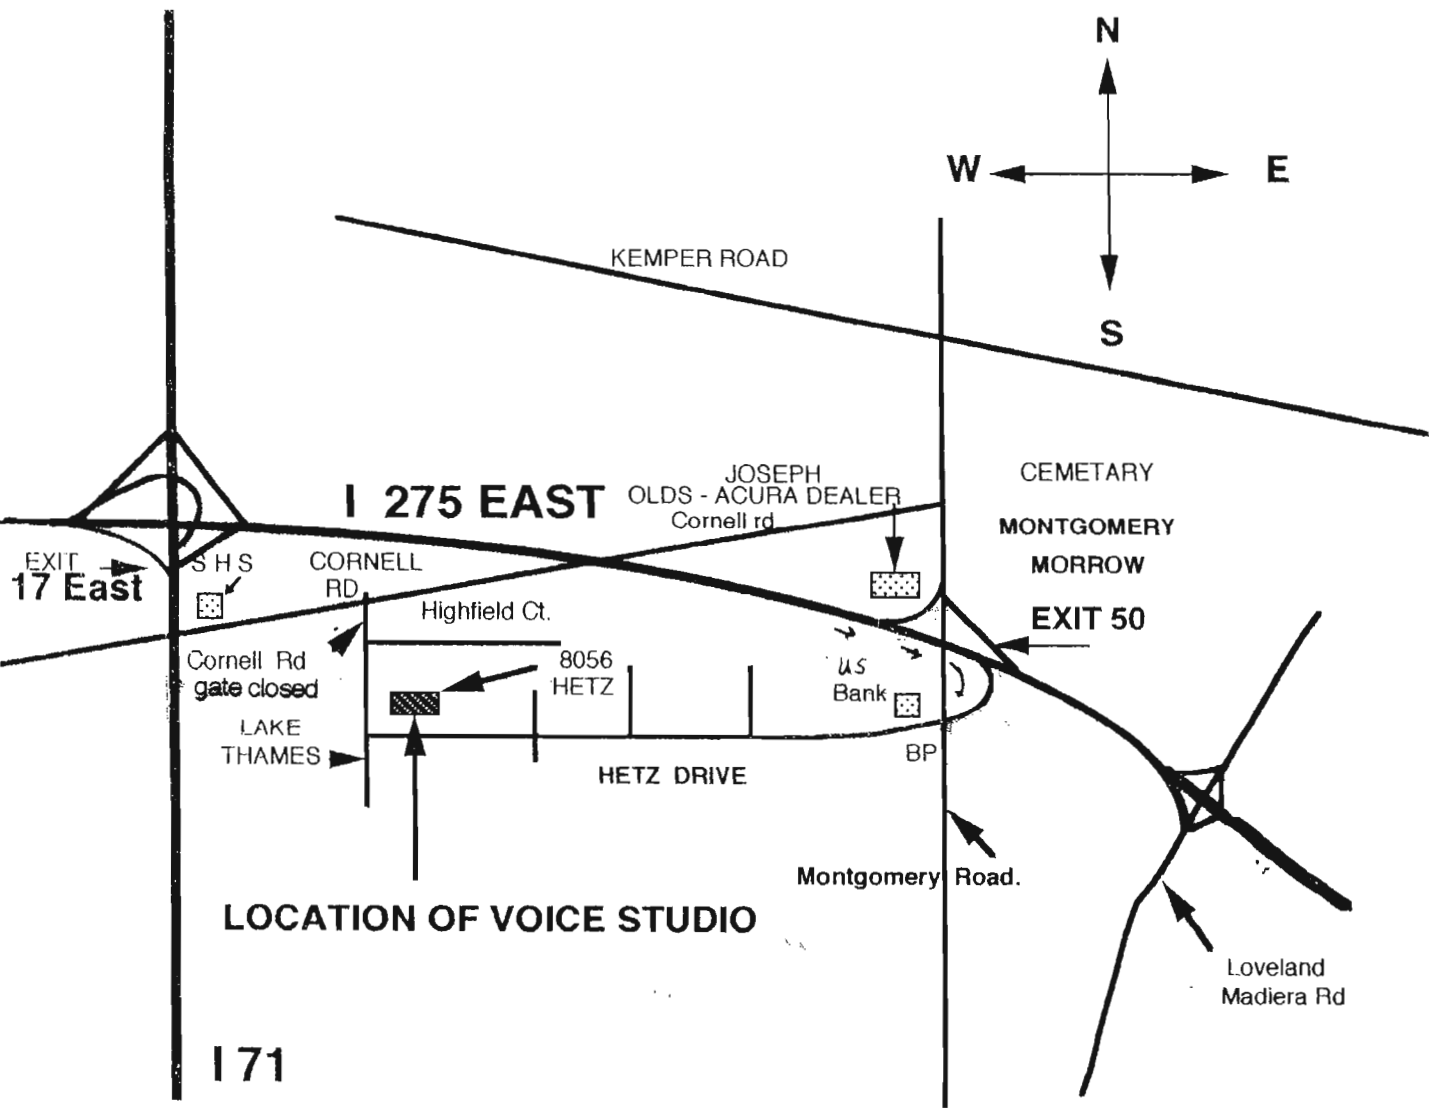 N
W E
S
KEMPER ROAD
JOSEPH
OLDS - ACURA DEALER
Cornell rd
CEMETARY
MONTGOMERY
MORROW
EXIT 50
I 275 EAST
EXIT
17 East
S H S
CORNELL
RD
Highfield Ct.
Cornell Rd
gate closed
8056
HETZ
US
Bank
LAKE
THAMES
BP
HETZ DRIVE
Montgomery Road.
LOCATION OF VOICE STUDIO
Loveland
Madiera Rd
I 71